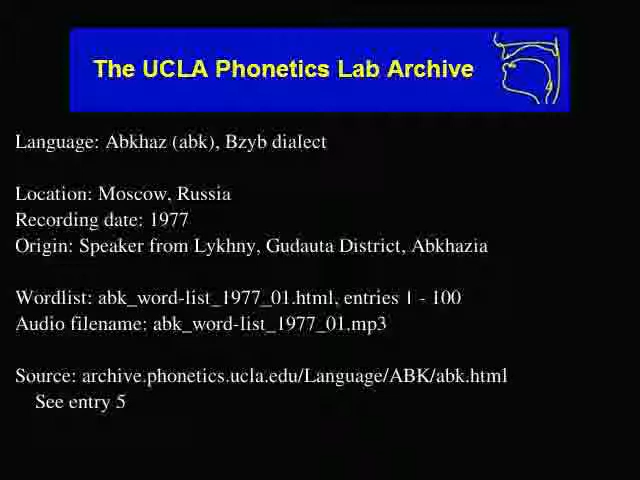 The UCLA Phonetics Lab Archive
Language: Abkhaz (abk), Bzyb dialect
Location: Moscow, Russia
Recording date: 1977
Origin: Speaker from Lykhny, Gudauta District, Abkhazia
Wordlist: abk_word-list_1977_01.html, entries 1 - 100
Audio filename: abk_word-list_1977_01.mp3
Source: archive.phonetics.ucla.edu/Language/ABK/abk.html
See entry 5